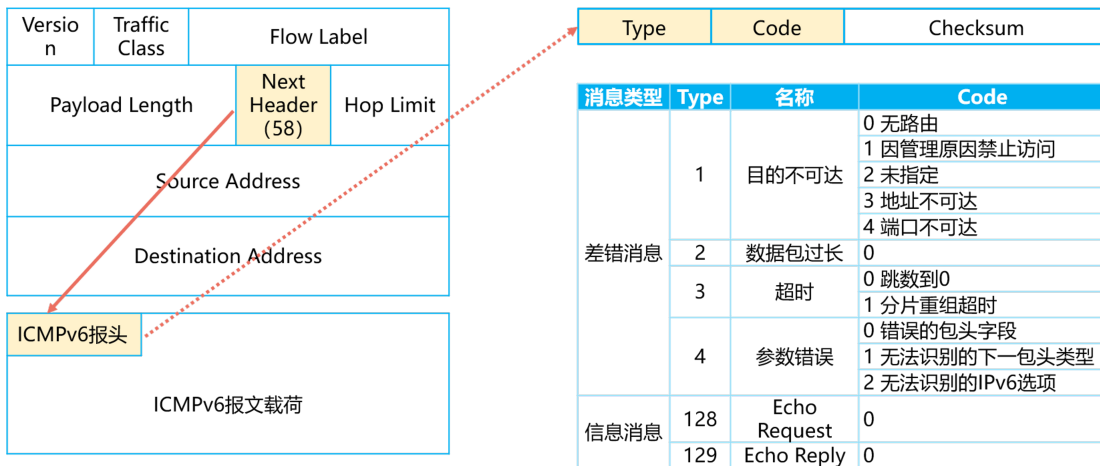 Versio
n
Traffic
Class
Flow Label
Payload Length
Next
Header
（58）
Hop Limit
Source Address
Destination Address
ICMPv6报头
ICMPv6报文载荷
Type Code Checksum
消息类型 Type 名称 Code
差错消息
1 目的不可达
0 无路由
1 因管理原因禁止访问
2 未指定
3 地址不可达
4 端口不可达
2 数据包过长 0
3 超时
0 跳数到0
1 分片重组超时
4 参数错误
0 错误的包头字段
1 无法识别的下一包头类型
2 无法识别的IPv6选项
信息消息
128
Echo
Request
0
129 Echo Reply 0